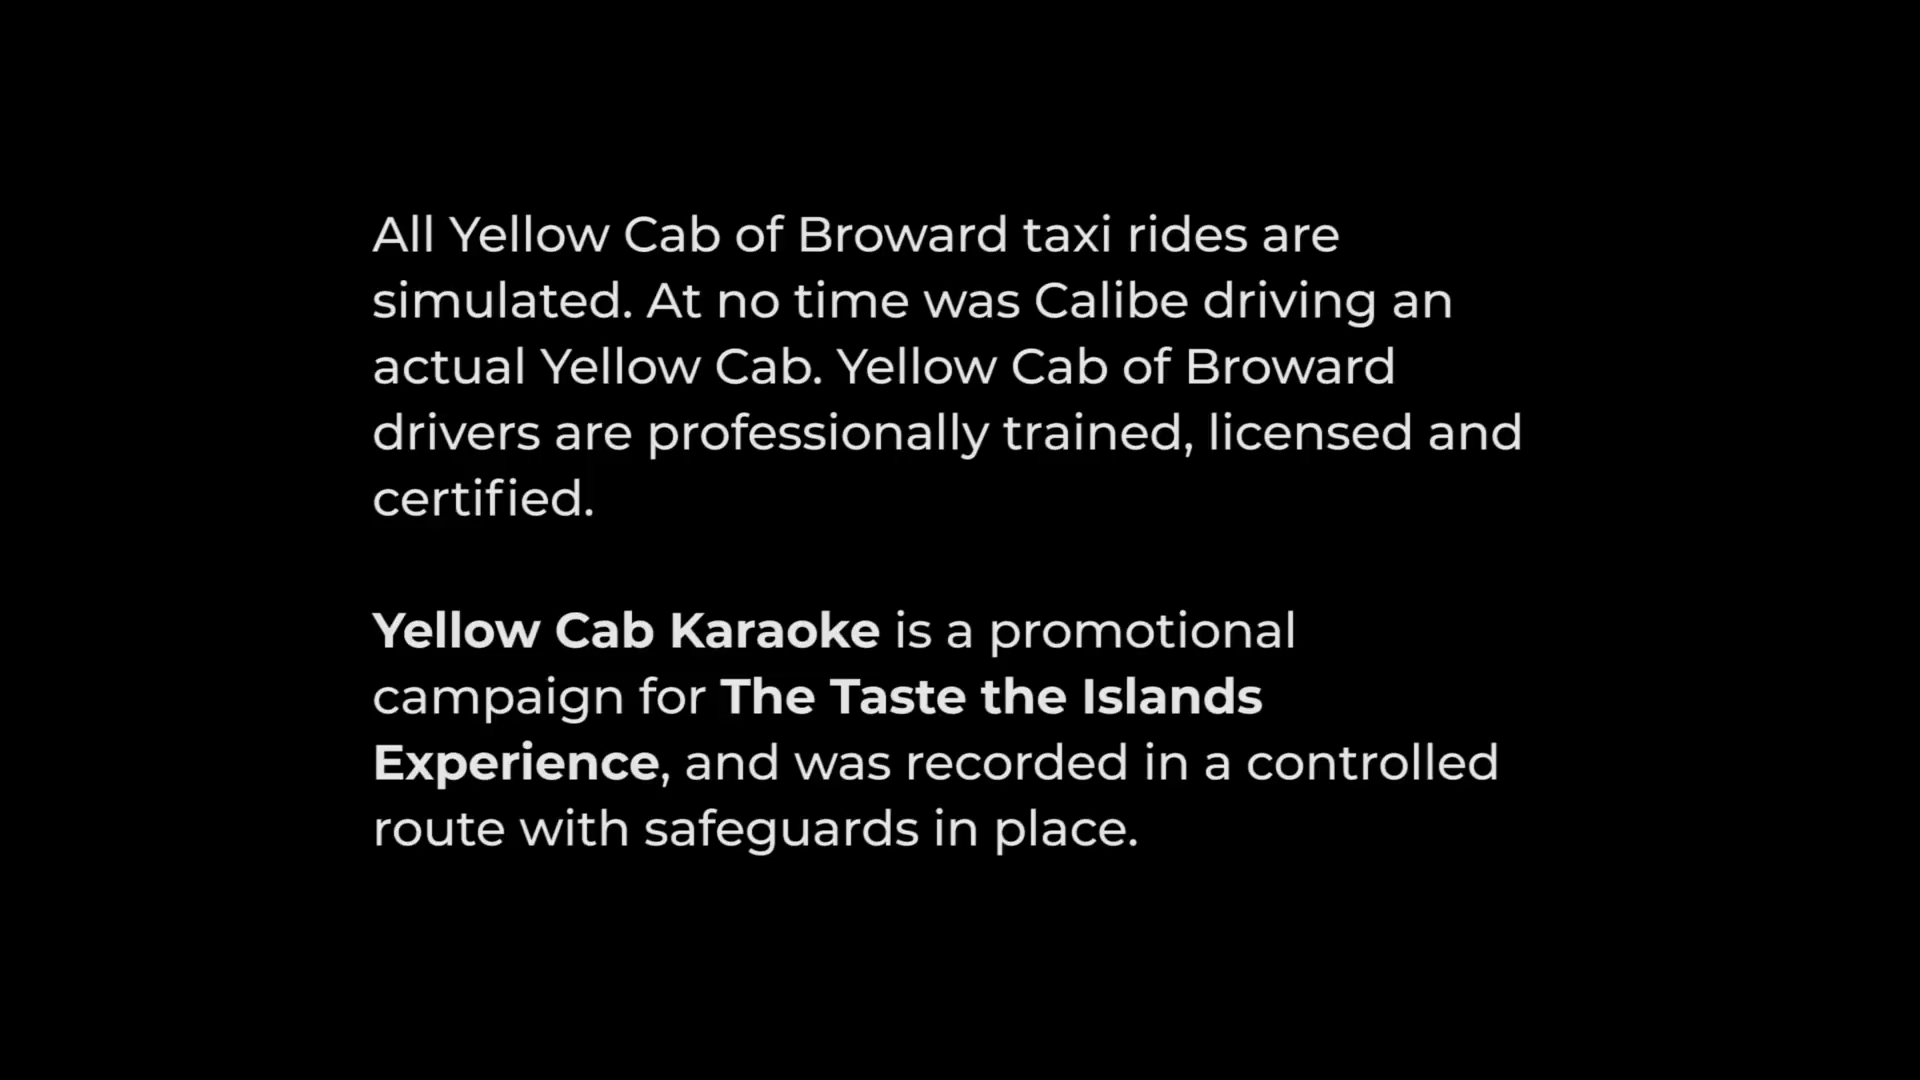 All Yellow Cab of Broward taxi rides are
simulated. At no time was Calibe driving an
actual Yellow Cab. Yellow Cab of Broward
drivers are professionally trained, licensed and
certified.
Yellow Cab Karaoke is a promotional
campaign for The Taste the Islands
Experience, and was recorded in a controlled
route with safeguards in place.